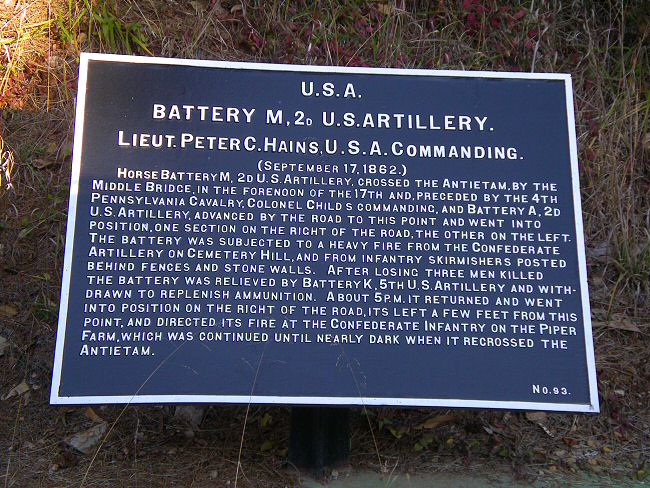 U.S.A.
BATTERY M, 2D U.S. ARTILLERY.
LIEUT. PETER C. HAINS, U.S.A. COMMANDING.
(SEPTEMBER 17, 1862.)
HORSE BATTERY M, 2D U.S. ARTILLERY, CROSSED THE ANTIETAM, BY THE
MIDDLE BRIDGE, IN THE FORENOON OF THE 17TH AND, PRECEDED BY THE 4TH
PENNSYLVANIA CAVALRY, COLONEL CHILDS COMMANDING, AND BATTERY A, 2D
U.S. ARTILLERY, ADVANCED BY THE ROAD TO THIS POINT AND WENT INTO
POSITION, ONE SECTION ON THE RIGHT OF THE ROAD, THE OTHER ON THE LEFT.
THE BATTERY WAS SUBJECTED TO A HEAVY FIRE FROM THE CONFEDERATE
ARTILLERY ON CEMETERY HILL, AND FROM INFANTRY SKIRMISHERS POSTED
BEHIND FENCES AND STONE WALLS. AFTER LOSING THREE MEN KILLED
THE BATTERY WAS RELIEVED BY BATTERY K, 5TH U.S. ARTILLERY AND WITH-
DRAWN TO REPLENISH AMMUNITION. ABOUT 5 P.M. IT RETURNED AND WENT
INTO POSITION ON THE RIGHT OF THE ROAD, ITS LEFT A FEW FEET FROM THIS
POINT, AND DIRECTED ITS FIRE AT THE CONFEDERATE INFANTRY ON THE PIPER
FARM, WHICH WAS CONTINUED UNTIL NEARLY DARK WHEN IT RECROSSED THE
ANTIETAM.
NO. 93.